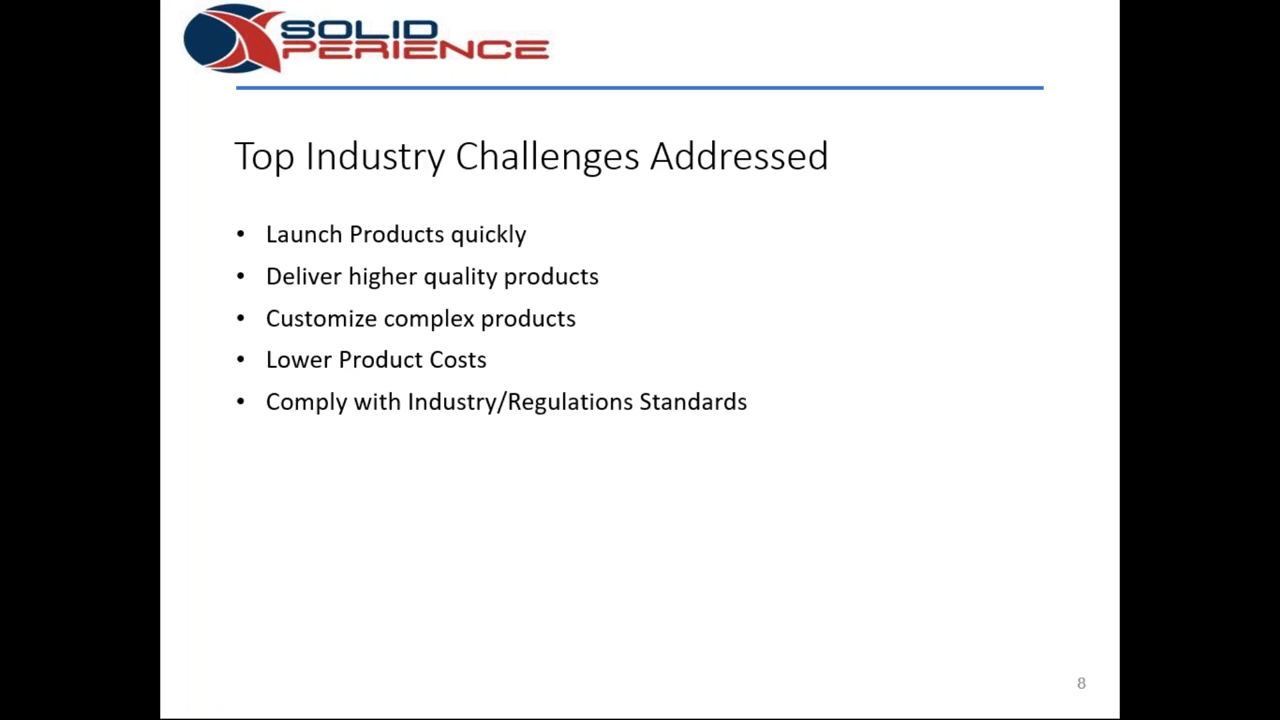 SOLID
XPERIENCE
Top Industry Challenges Addressed
• Launch Products quickly
• Deliver higher quality products
• Customize complex products
• Lower Product Costs
• Comply with Industry/Regulations Standards
8